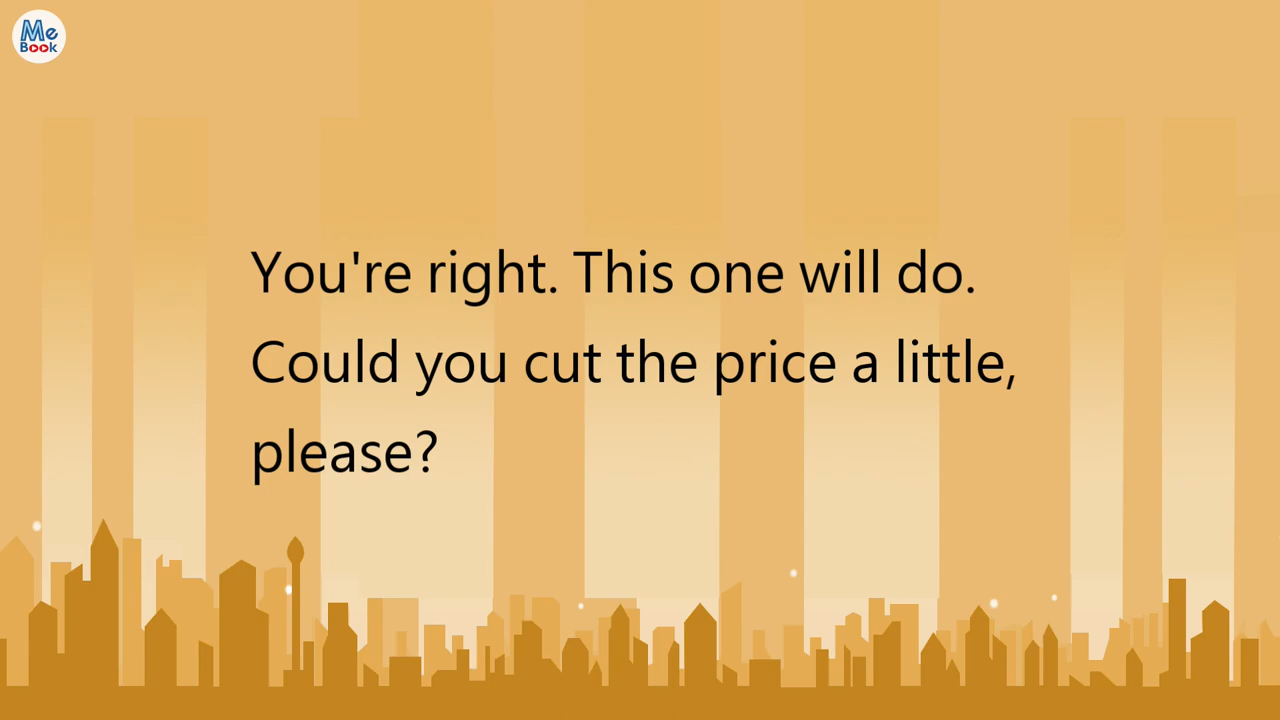 Me
Book
You're right. This one will do.
Could you cut the price a little,
please?